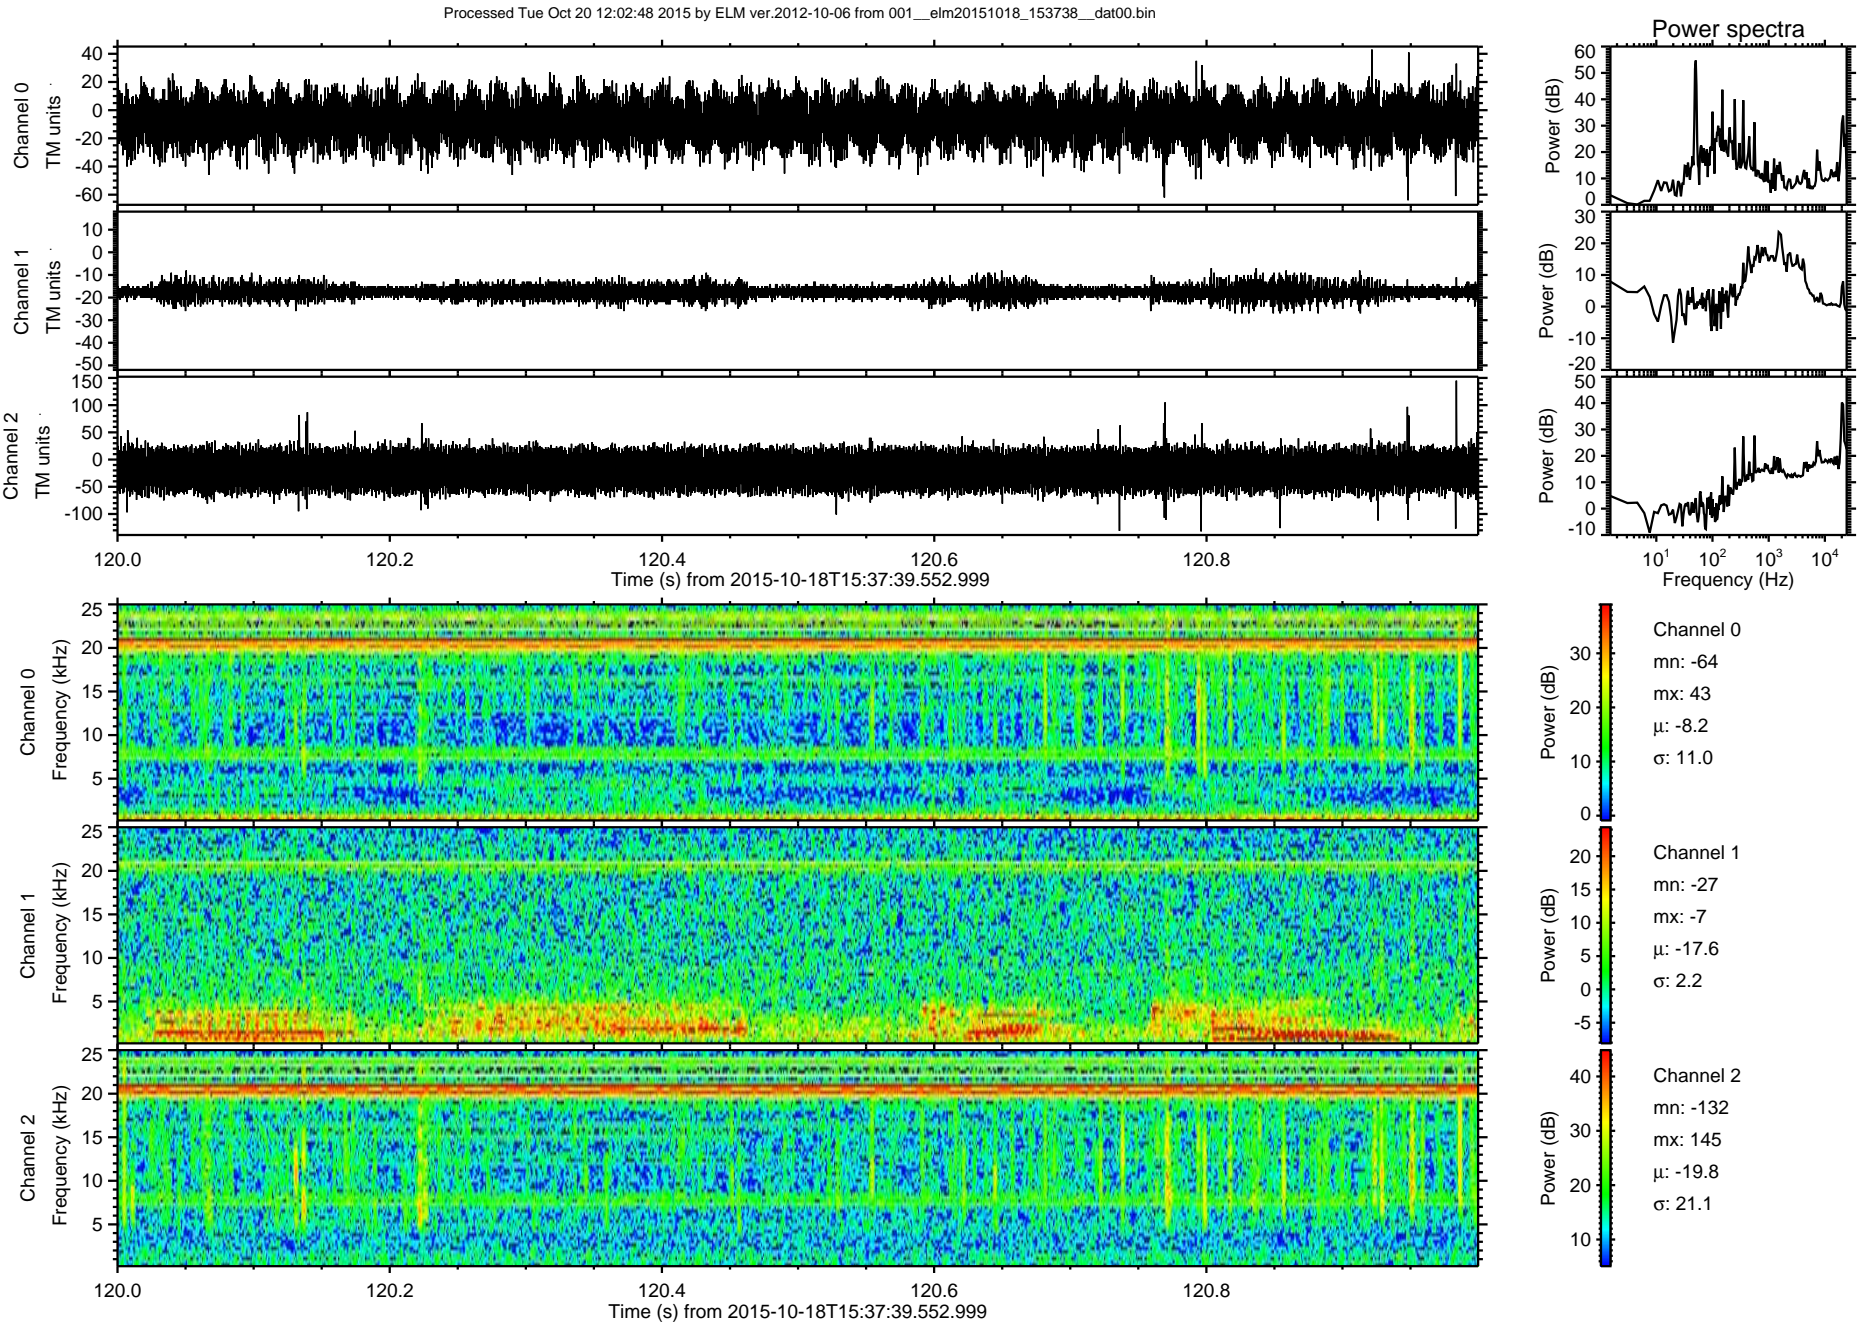 Processed Tue Oct 20 12:02:48 2015 by ELM ver.2012-10-06 from 001__elm20151018_153738__dat00.bin
Power spectra
Channel 0
TM units
40
20
0
-20
-40
-60
Power (dB)
60
50
40
30
20
10
0
Channel 1
TM units
10
0
-10
-20
-30
-40
-50
Power (dB)
30
20
10
0
-10
-20
Channel 2
TM units
150
100
50
0
-50
-100
Power (dB)
50
40
30
20
10
0
-10
120.0 120.2 120.4 120.6 120.8
Time (s) from 2015-10-18T15:37:39.552.999
10¹ 10² 10³ 10⁴
Frequency (Hz)
Channel 0
Frequency (kHz)
25
20
15
10
5
Power (dB)
30
20
10
0
Channel 0
mn: -64
mx: 43
μ: -8.2
σ: 11.0
Channel 1
Frequency (kHz)
25
20
15
10
5
Power (dB)
20
15
10
5
0
-5
Channel 1
mn: -27
mx: -7
μ: -17.6
σ: 2.2
Channel 2
Frequency (kHz)
25
20
15
10
5
Power (dB)
40
30
20
10
Channel 2
mn: -132
mx: 145
μ: -19.8
σ: 21.1
120.0 120.2 120.4 120.6 120.8
Time (s) from 2015-10-18T15:37:39.552.999